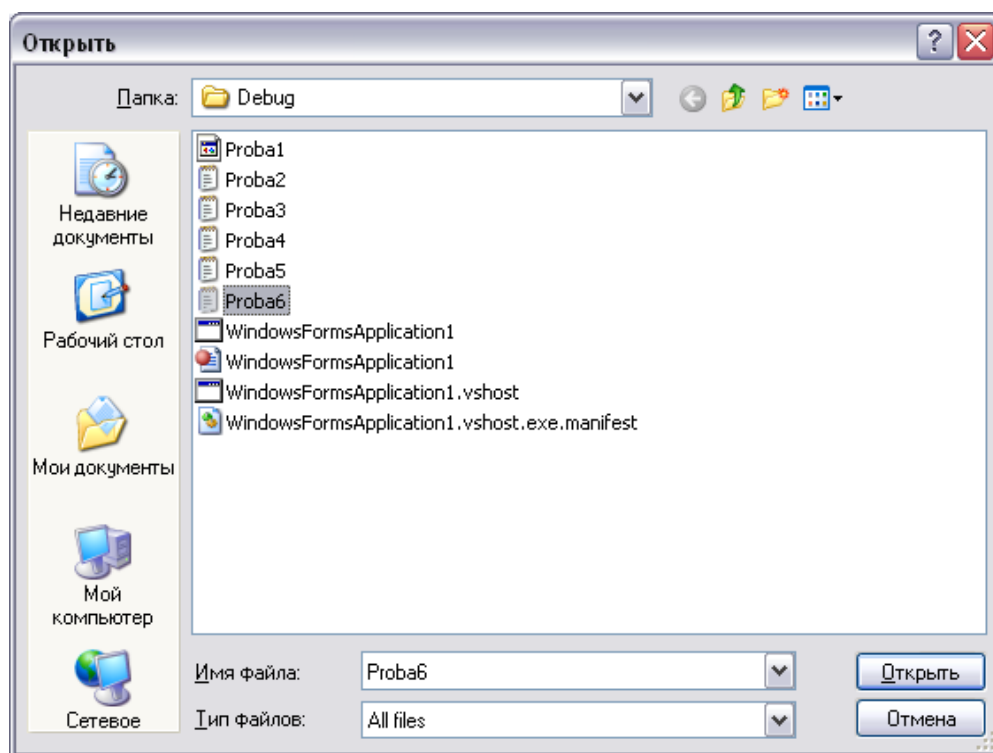 Открыть
Папка:
Debug
Недавние
документы
Рабочий стол
Мои документы
Мой
компьютер
Сетевое
Proba1
Proba2
Proba3
Proba4
Proba5
Proba6
WindowsFormsApplication1
WindowsFormsApplication1
WindowsFormsApplication1.vshost
WindowsFormsApplication1.vshost.exe.manifest
Имя файла:
Proba6
Открыть
Тип файлов:
All files
Отмена